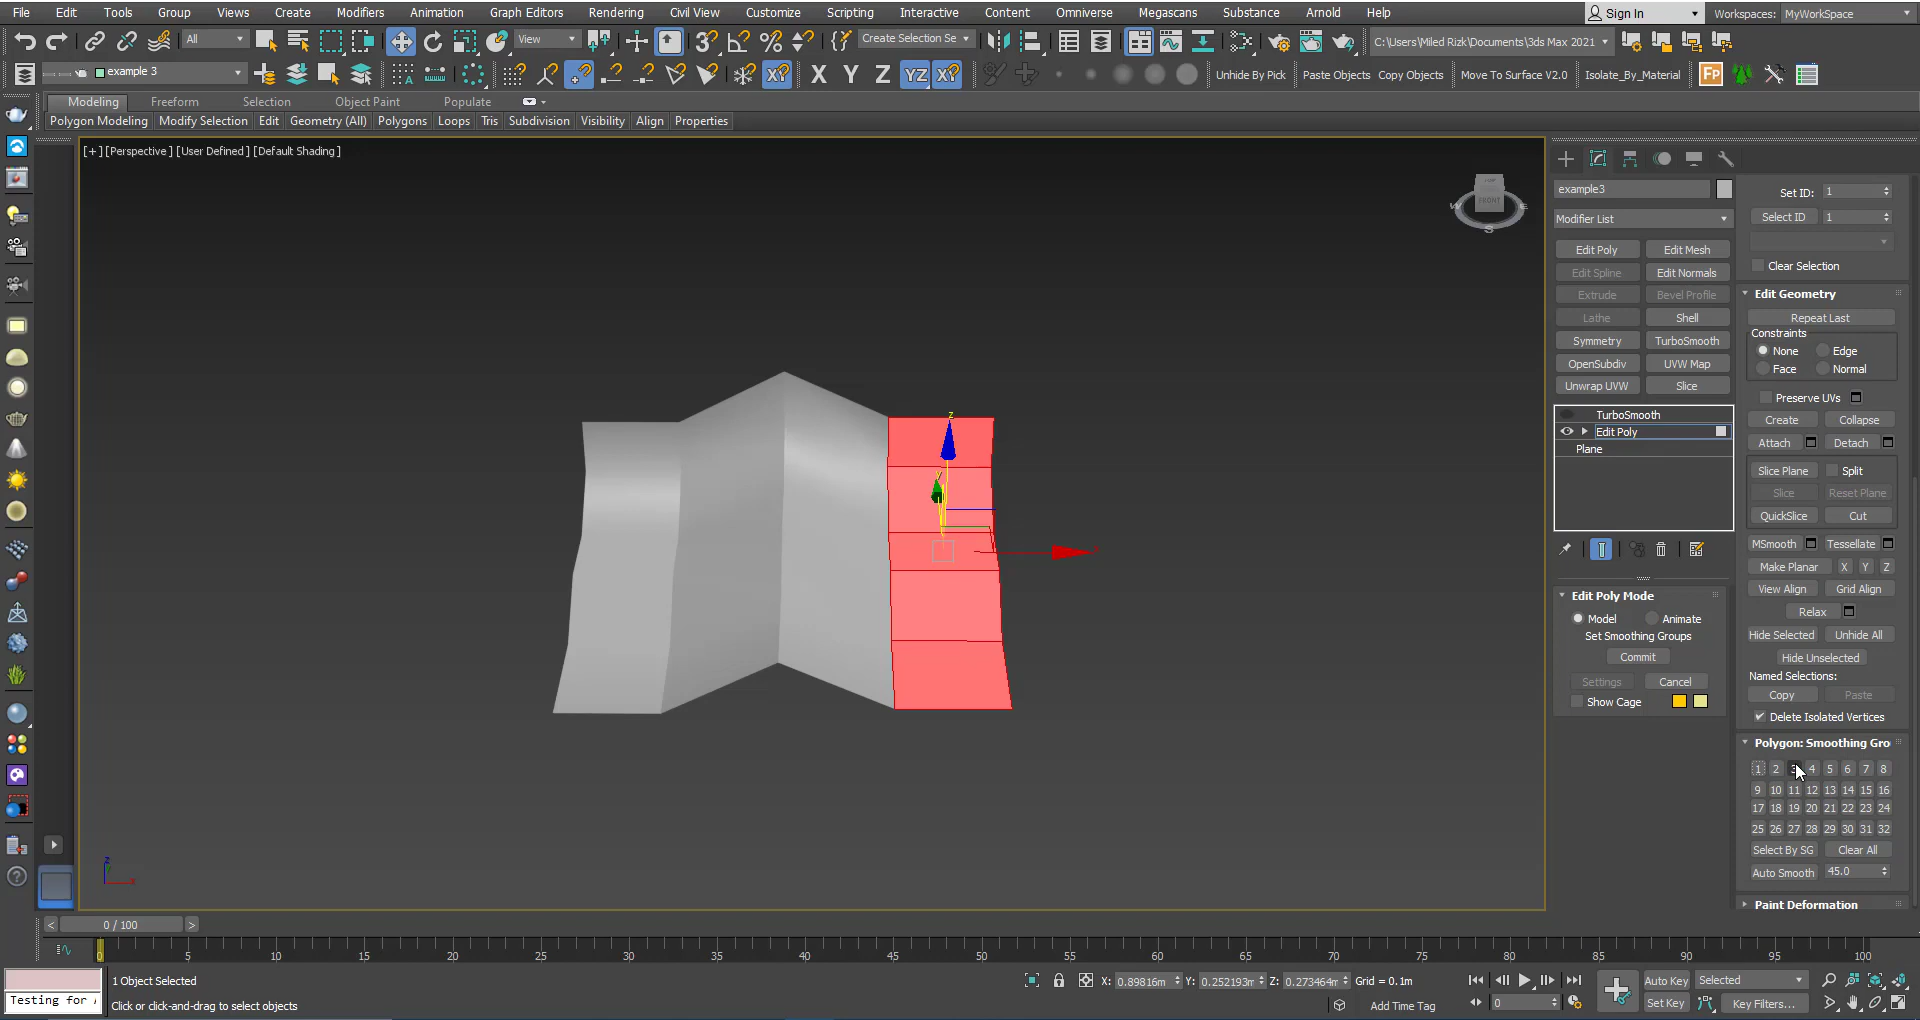 File Edit Tools Group Views Create Modifiers Animation Graph Editors Rendering Civil View Customize Scripting Interactive Content Omniverse Megascans Substance Arnold Help Sign In Workspaces: MyWorkSpace
All View Create Selection Se C:\Users\Miled Rizk\Documents\3ds Max 2021
example 3 X Y Z YZ XY Unhide By Pick Paste Objects Copy Objects Move To Surface V2.0 Isolate_By_Material Fp
Modeling Freeform Selection Object Paint Populate
Polygon Modeling Modify Selection Edit Geometry (All) Polygons Loops Tris Subdivision Visibility Align Properties
[+] [Perspective ] [User Defined ] [Default Shading ]
FRONT
W E
S
z
example3
Modifier List
Edit Poly Edit Mesh
Edit Spline Edit Normals
Extrude Bevel Profile
Lathe Shell
Symmetry TurboSmooth
OpenSubdiv UVW Map
Unwrap UVW Slice
TurboSmooth
Edit Poly
Plane
Edit Poly Mode
Model Animate
Set Smoothing Groups
Commit
Settings Cancel
Show Cage
Set ID: 1
Select ID 1
Clear Selection
Edit Geometry
Repeat Last
Constraints
None Edge
Face Normal
Preserve UVs
Create Collapse
Attach Detach
Slice Plane Split
Slice Reset Plane
QuickSlice Cut
MSmooth Tessellate
Make Planar X Y Z
View Align Grid Align
Relax
Hide Selected Unhide All
Hide Unselected
Named Selections:
Copy Paste
Delete Isolated Vertices
Polygon: Smoothing Gro
1 2 3 4 5 6 7 8
9 10 11 12 13 14 15 16
17 18 19 20 21 22 23 24
25 26 27 28 29 30 31 32
Select By SG Clear All
Auto Smooth 45.0
Paint Deformation
< 0 / 100 >
0 5 10 15 20 25 30 35 40 45 50 55 60 65 70 75 80 85 90 95 100
1 Object Selected X: 0.89816m Y: 0.252193m Z: 0.273464m Grid = 0.1m Auto Key Selected
Testing for Click or click-and-drag to select objects Add Time Tag 0 Set Key Key Filters...